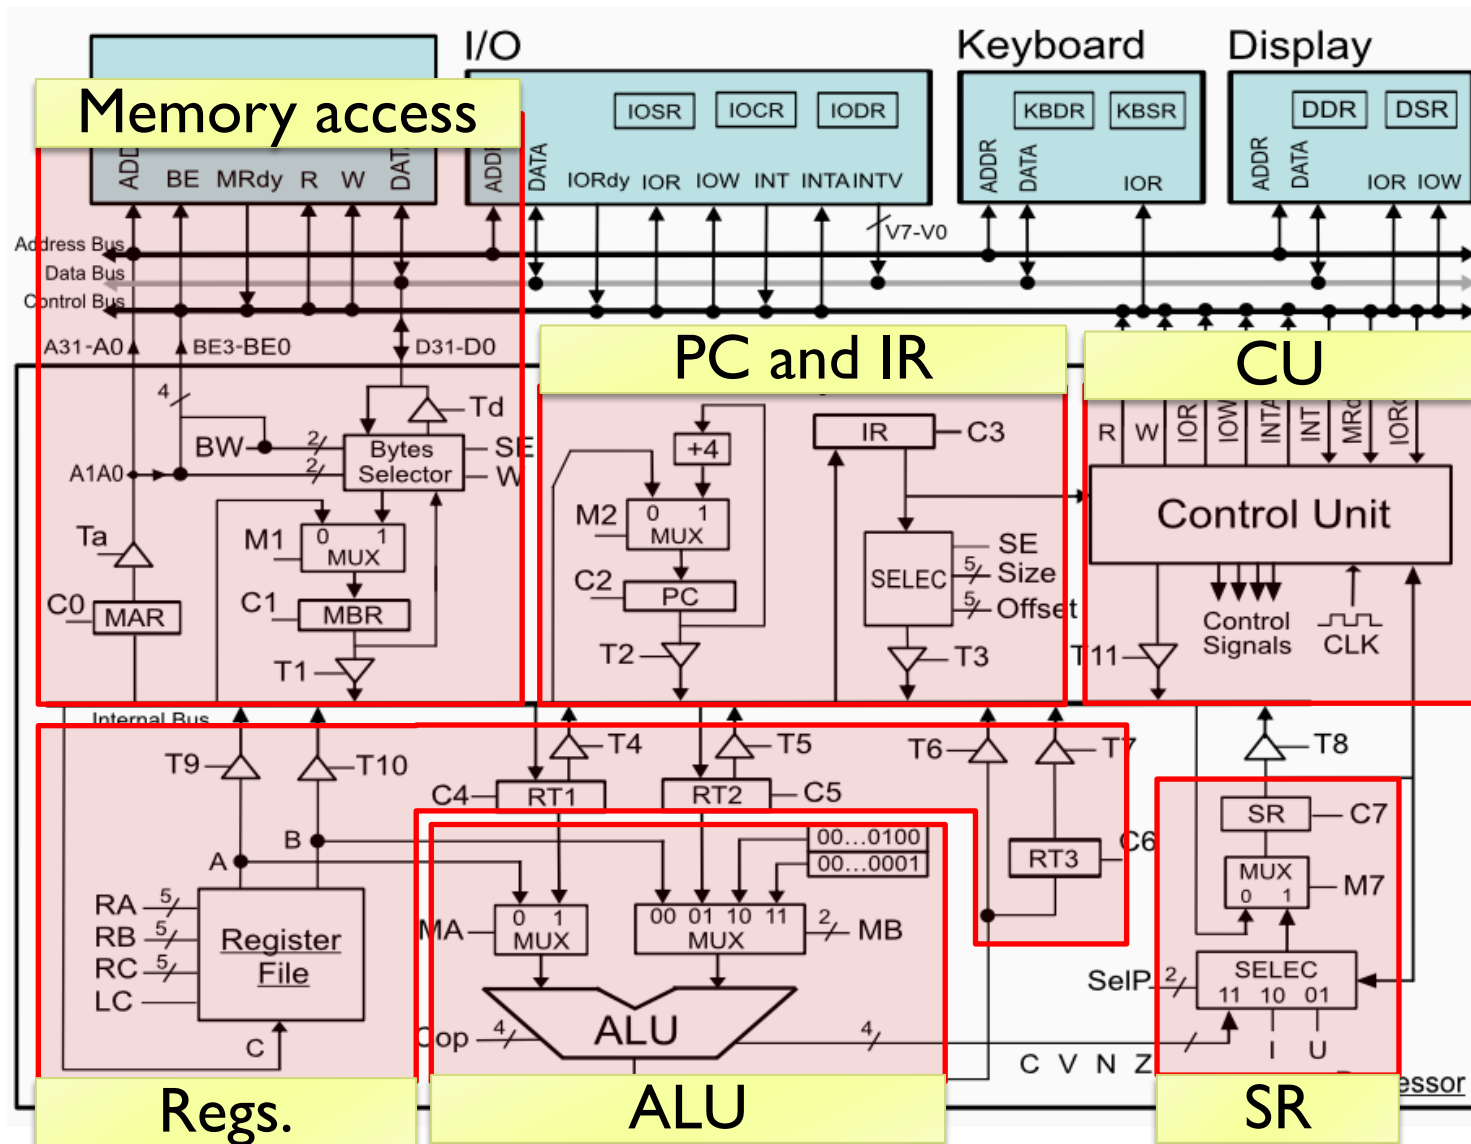 I/O
Keyboard
Display
Memory access
IOSR
IOCR
IODR
KBDR
KBSR
DDR
DSR
BE MRdy R W
ADDR
DATA
IORdy IOR IOW INT INTA INTV
ADDR
DATA
IOR
ADDR
DATA
IOR IOW
V7-V0
Address Bus
Data Bus
Control Bus
A31-A0
BE3-BE0
D31-D0
PC and IR
CU
4
Td
BW
2
Bytes
Selector
SE
A1A0
2
W
+4
IR
C3
R
W
IOR
IOW
INTA
INT
Control Unit
Ta
M1
0 1
MUX
M2
0 1
MUX
SELEC
SE
5
Size
5
Offset
C0
MAR
C1
MBR
C2
PC
Control
Signals
CLK
T1
T2
T3
T11
Internal Bus
T9
T10
T4
T5
T6
T7
T8
C4
RT1
RT2
C5
SR
C7
A
B
00...0100
00...0001
RT3
C6
MUX
0 1
M7
RA
5
RB
5
RC
5
LC
Register
File
MA
0 1
MUX
00 01 10 11
MUX
2
MB
SelP
2
SELEC
11 10 01
C
Cop
4
ALU
4
C V N Z
I U
Regs.
ALU
SR